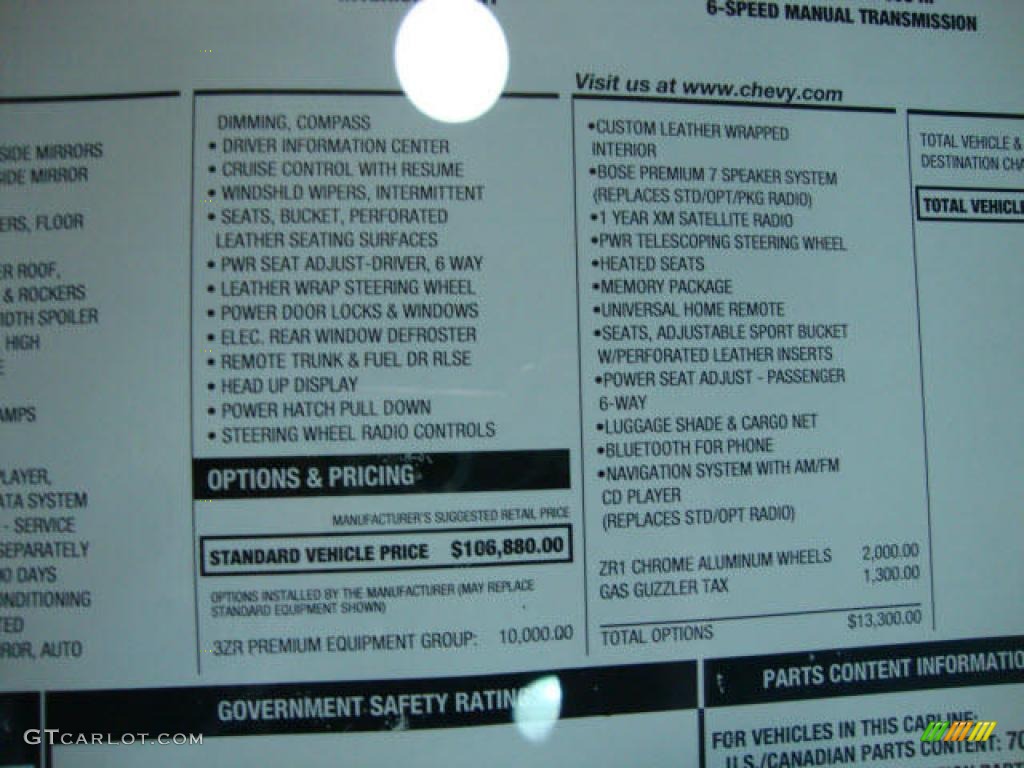 6-SPEED MANUAL TRANSMISSION
Visit us at www.chevy.com
SIDE MIRRORS
SIDE MIRROR
FLOOR
ROOF,
& ROCKERS
SPOILER
HIGH
PLAYER,
DATA SYSTEM
- SERVICE
SEPARATELY
DAYS
AUTO
DIMMING, COMPASS
• DRIVER INFORMATION CENTER
• CRUISE CONTROL WITH RESUME
• WINDSHLD WIPERS, INTERMITTENT
• SEATS, BUCKET, PERFORATED
LEATHER SEATING SURFACES
• PWR SEAT ADJUST-DRIVER, 6 WAY
• LEATHER WRAP STEERING WHEEL
• POWER DOOR LOCKS & WINDOWS
• ELEC. REAR WINDOW DEFROSTER
• REMOTE TRUNK & FUEL DR RLSE
• HEAD UP DISPLAY
• POWER HATCH PULL DOWN
• STEERING WHEEL RADIO CONTROLS
OPTIONS & PRICING
MANUFACTURER'S SUGGESTED RETAIL PRICE
STANDARD VEHICLE PRICE $106,880.00
OPTIONS INSTALLED BY THE MANUFACTURER (MAY REPLACE
STANDARD EQUIPMENT SHOWN)
3ZR PREMIUM EQUIPMENT GROUP: 10,000.00
•CUSTOM LEATHER WRAPPED
INTERIOR
•BOSE PREMIUM 7 SPEAKER SYSTEM
(REPLACES STD/OPT/PKG RADIO)
•1 YEAR XM SATELLITE RADIO
•PWR TELESCOPING STEERING WHEEL
•HEATED SEATS
•MEMORY PACKAGE
•UNIVERSAL HOME REMOTE
•SEATS, ADJUSTABLE SPORT BUCKET
W/PERFORATED LEATHER INSERTS
•POWER SEAT ADJUST - PASSENGER
6-WAY
•LUGGAGE SHADE & CARGO NET
•BLUETOOTH FOR PHONE
•NAVIGATION SYSTEM WITH AM/FM
CD PLAYER
(REPLACES STD/OPT RADIO)
ZR1 CHROME ALUMINUM WHEELS 2,000.00
GAS GUZZLER TAX 1,300.00
TOTAL OPTIONS $13,300.00
TOTAL VEHICLE &
DESTINATION CHA
TOTAL VEHICLE
GOVERNMENT SAFETY RATING
PARTS CONTENT INFORMATIO
FOR VEHICLES IN THIS CARLINE:
U.S./CANADIAN PARTS CONTENT: 70
GTCARLOT.COM